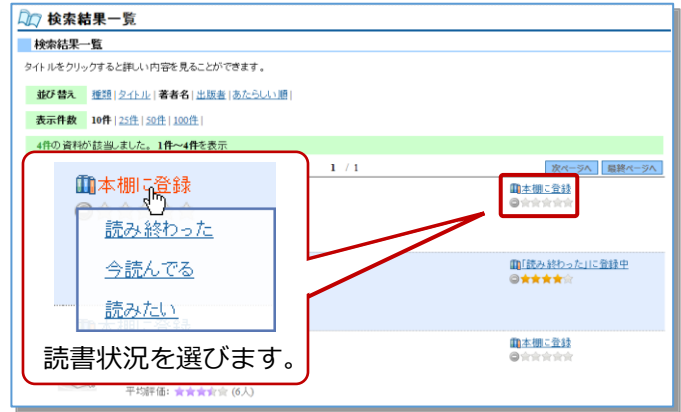 検索結果一覧
検索結果一覧
タイトルをクリックすると詳しい内容を見ることができます。
並び替え 種類 | タイトル | 著者名 | 出版者 | あたらしい順 |
表示件数 10件 | 25件 | 50件 | 100件 |
4件の資料が該当しました。 1件～4件を表示
1 / 1
次ページへ 最終ページへ
本棚に登録
読み終わった
今読んでる
読みたい
本棚に登録
読書状況を選びます。
本棚に登録
「読み終わった」に登録中
本棚に登録
平均評価: ★★★★☆ (6人)